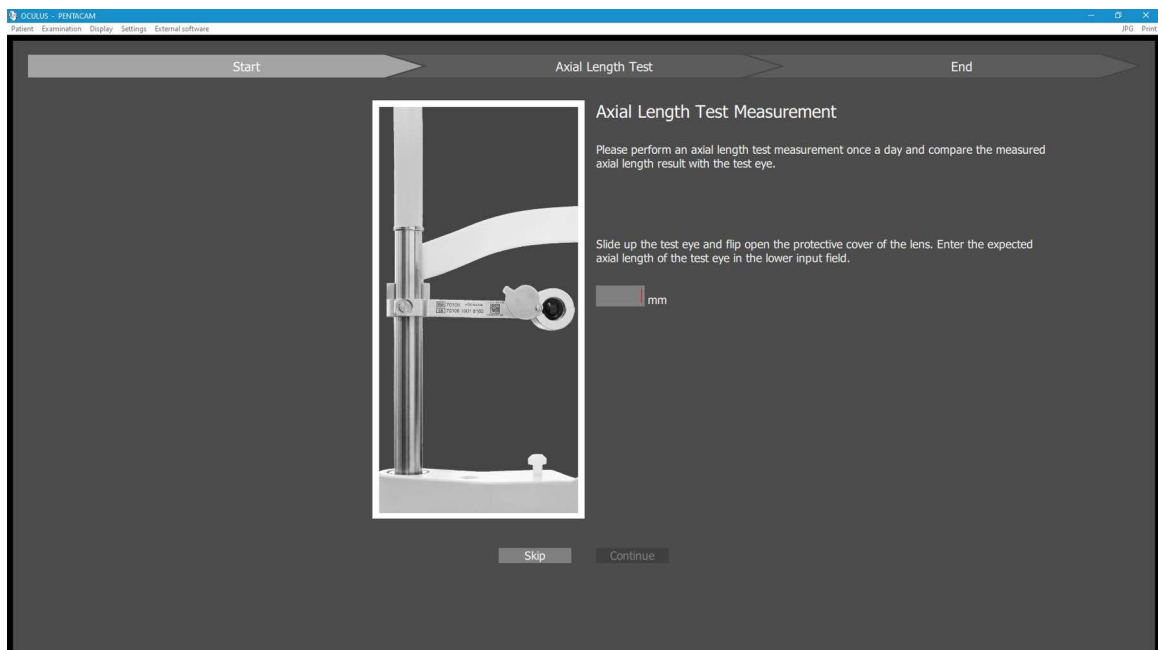 OCULUS - PENTACAM
Patient Examination Display Settings External software JPG Print
Start Axial Length Test End
Axial Length Test Measurement
Please perform an axial length test measurement once a day and compare the measured
axial length result with the test eye.
Slide up the test eye and flip open the protective cover of the lens. Enter the expected
axial length of the test eye in the lower input field.
mm
Skip Continue